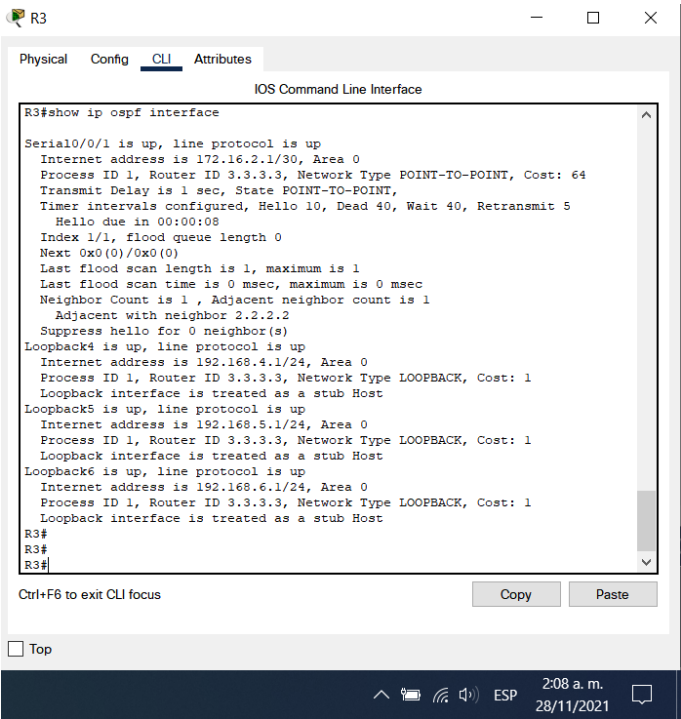 R3
Physical Config CLI Attributes
IOS Command Line Interface
R3#show ip ospf interface
Serial0/0/1 is up, line protocol is up
Internet address is 172.16.2.1/30, Area 0
Process ID 1, Router ID 3.3.3.3, Network Type POINT-TO-POINT, Cost: 64
Transmit Delay is 1 sec, State POINT-TO-POINT,
Timer intervals configured, Hello 10, Dead 40, Wait 40, Retransmit 5
Hello due in 00:00:08
Index 1/1, flood queue length 0
Next 0x0(0)/0x0(0)
Last flood scan length is 1, maximum is 1
Last flood scan time is 0 msec, maximum is 0 msec
Neighbor Count is 1 , Adjacent neighbor count is 1
Adjacent with neighbor 2.2.2.2
Suppress hello for 0 neighbor(s)
Loopback4 is up, line protocol is up
Internet address is 192.168.4.1/24, Area 0
Process ID 1, Router ID 3.3.3.3, Network Type LOOPBACK, Cost: 1
Loopback interface is treated as a stub Host
Loopback5 is up, line protocol is up
Internet address is 192.168.5.1/24, Area 0
Process ID 1, Router ID 3.3.3.3, Network Type LOOPBACK, Cost: 1
Loopback interface is treated as a stub Host
Loopback6 is up, line protocol is up
Internet address is 192.168.6.1/24, Area 0
Process ID 1, Router ID 3.3.3.3, Network Type LOOPBACK, Cost: 1
Loopback interface is treated as a stub Host
R3#
R3#
R3#
Ctrl+F6 to exit CLI focus
Copy Paste
Top
ESP
2:08 a. m.
28/11/2021